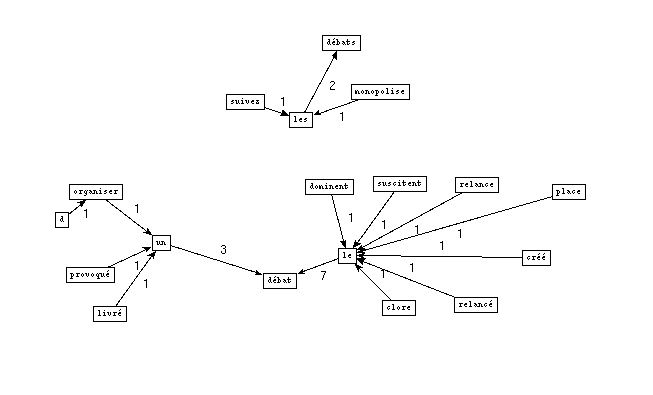 débats
2
suivez
1
monopolise
1
les
organiser
1
d
1
un
provoqué
1
livré
1
3
débat
dominent
1
suscitent
1
relance
1
place
1
le
7
1
créé
1
clore
1
relancé